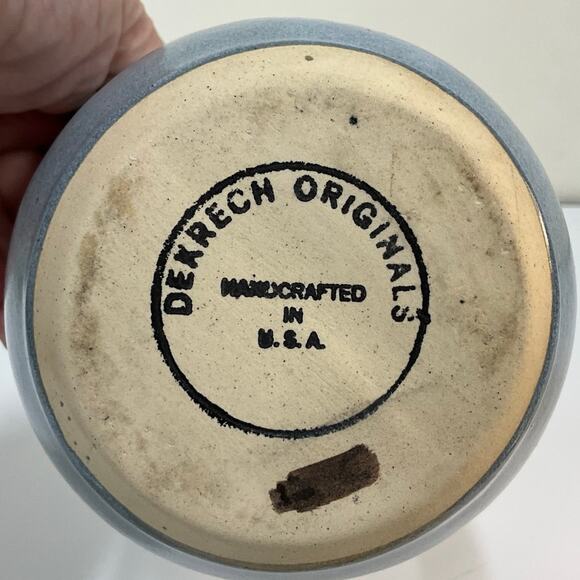 DEKRECH ORIGINALS
HANDCRAFTED
IN
U.S.A.